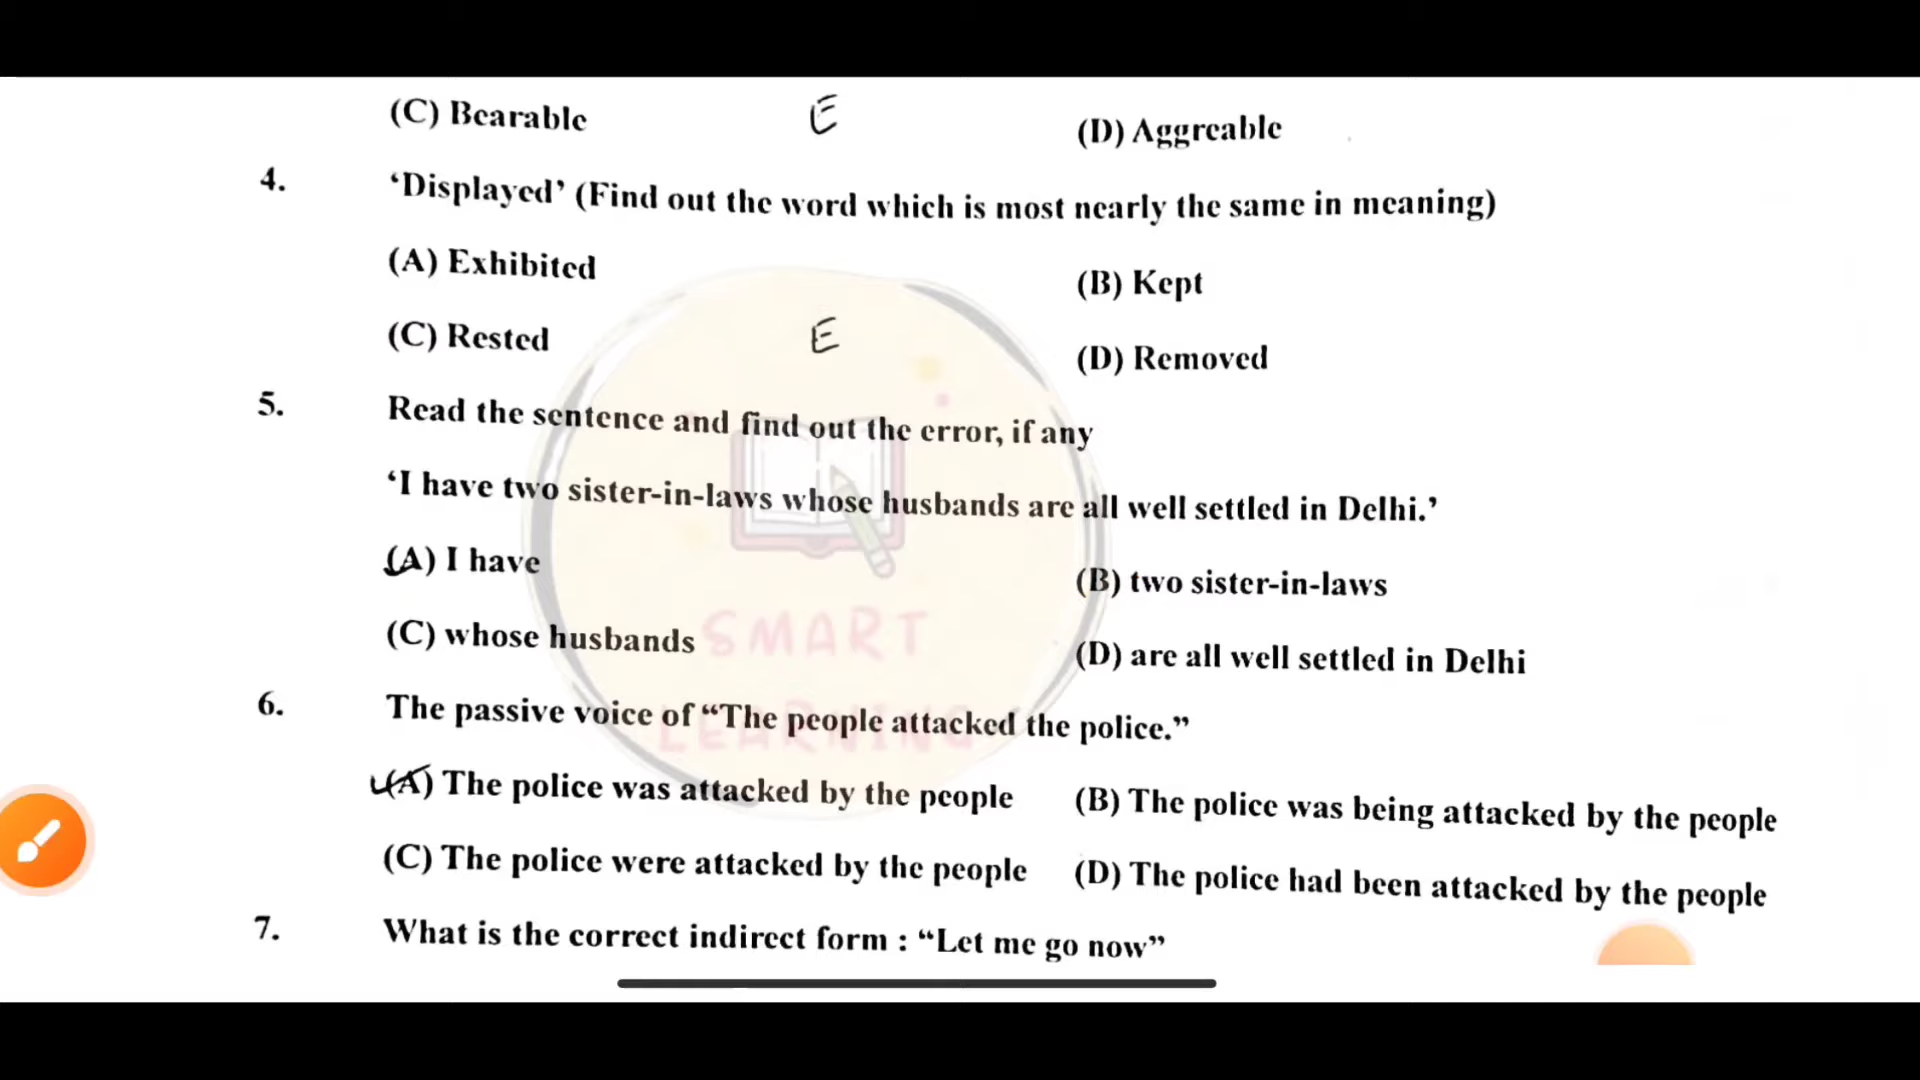 (C) Bearable E (D) Aggreable
4. ‘Displayed’ (Find out the word which is most nearly the same in meaning)
(A) Exhibited (B) Kept
(C) Rested E (D) Removed
5. Read the sentence and find out the error, if any
‘I have two sister-in-laws whose husbands are all well settled in Delhi.’
(A) I have (B) two sister-in-laws
(C) whose husbands (D) are all well settled in Delhi
SMART
6. The passive voice of “The people attacked the police.”
LEARNING
(A) The police was attacked by the people (B) The police was being attacked by the people
(C) The police were attacked by the people (D) The police had been attacked by the people
7. What is the correct indirect form : “Let me go now”